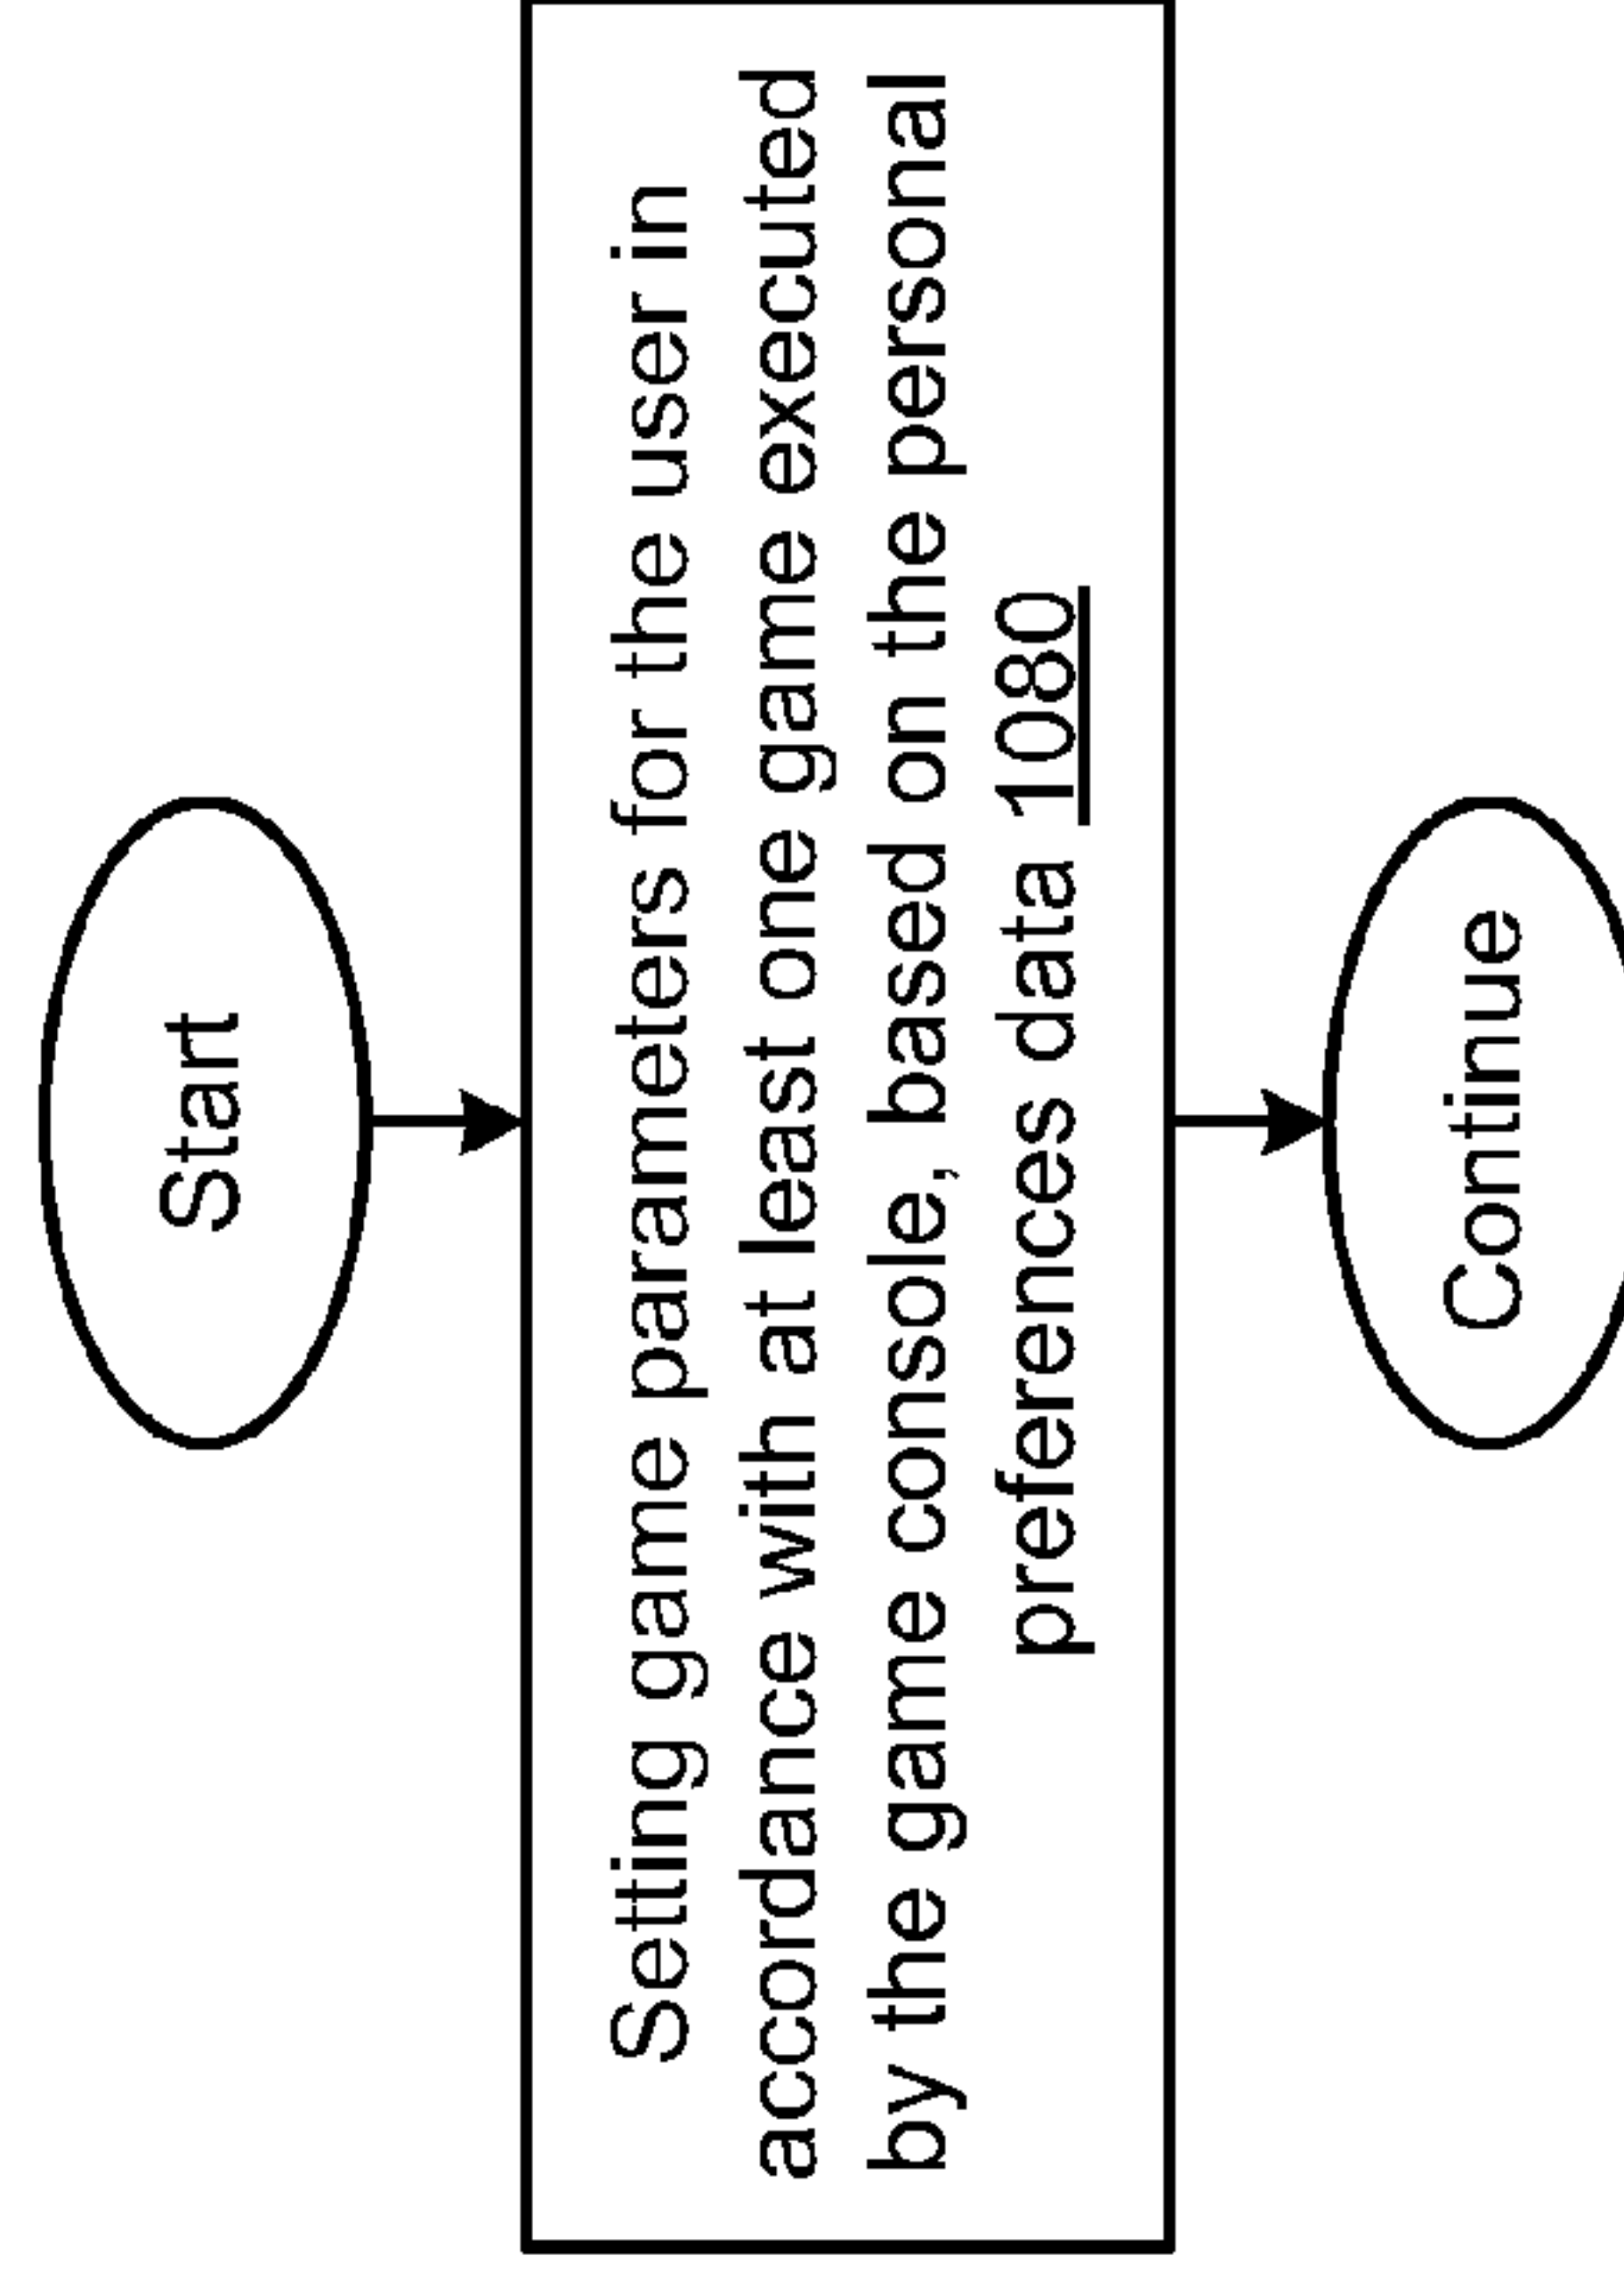 Start
Setting game parameters for the user in
accordance with at least one game executed
by the game console, based on the personal
preferences data 1080
Continue